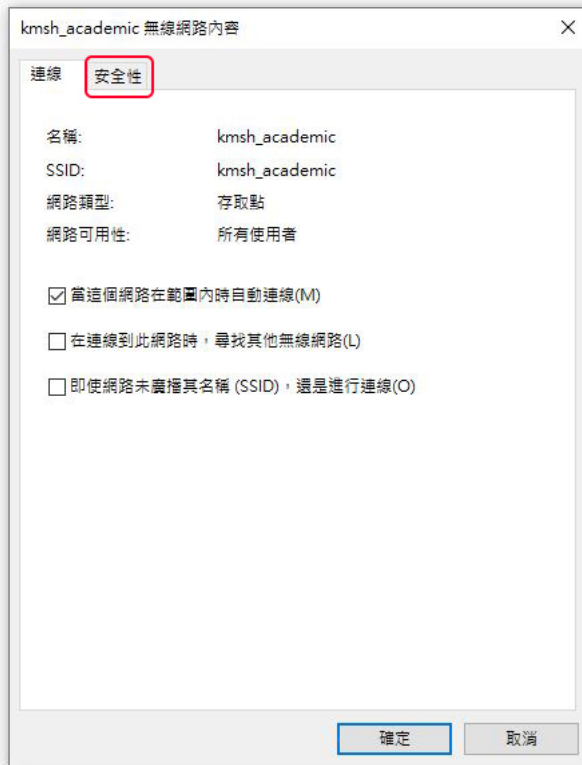 kmsh_academic 無線網路內容
連線 安全性
名稱: kmsh_academic
SSID: kmsh_academic
網路類型: 存取點
網路可用性: 所有使用者
當這個網路在範圍內時自動連線(M)
在連線到此網路時，尋找其他無線網路(L)
即使網路未廣播其名稱 (SSID)，還是進行連線(O)
確定 取消